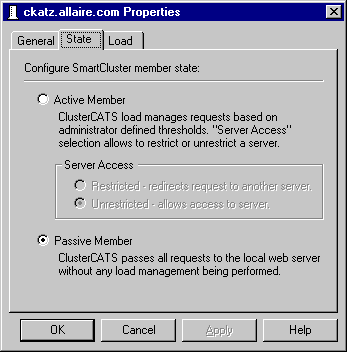 ckatz.allaire.com Properties
General State Load
Configure SmartCluster member state:
Active Member
ClusterCATS load manages requests based on
administrator defined thresholds. "Server Access"
selection allows to restrict or unrestrict a server.
Server Access
Restricted - redirects request to another server.
Unrestricted - allows access to server.
Passive Member
ClusterCATS passes all requests to the local web server
without any load management being performed.
OK Cancel Apply Help